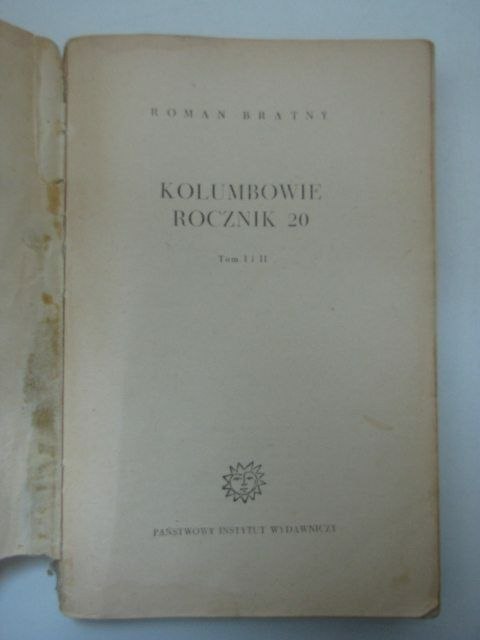 ROMAN BRATNY
KOLUMBOWIE
ROCZNIK 20
Tom I i II
PAŃSTWOWY INSTYTUT WYDAWNICZY